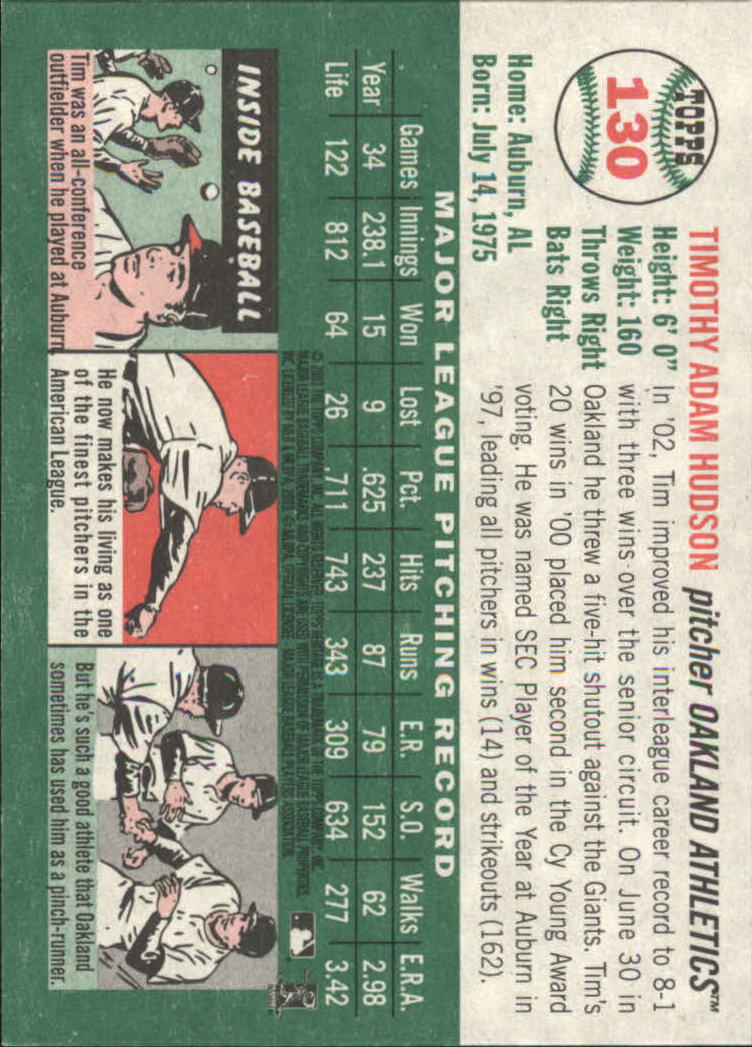 TOPPS
130
TIMOTHY ADAM HUDSON pitcher OAKLAND ATHLETICS™
Height: 6' 0"
Weight: 160
Throws Right
Bats Right
Home: Auburn, AL
Born: July 14, 1975
In '02, Tim improved his interleague career record to 8-1
with three wins over the senior circuit. On June 30 in
Oakland he threw a five-hit shutout against the Giants. Tim's
20 wins in '00 placed him second in the Cy Young Award
voting. He was named SEC Player of the Year at Auburn in
'97, leading all pitchers in wins (14) and strikeouts (162).
MAJOR LEAGUE PITCHING RECORD
Games Innings Won Lost Pct. Hits Runs E.R. S.O. Walks E.R.A.
Year 34 238.1 15 9 .625 237 87 79 152 62 2.98
Life 122 812 64 26 .711 743 343 309 634 277 3.42
INSIDE BASEBALL
Tim was an all-conference
outfielder when he played at Auburn.
He now makes his living as one
of the finest pitchers in the
American League.
But he's such a good athlete that Oakland
sometimes has used him as a pinch-runner.